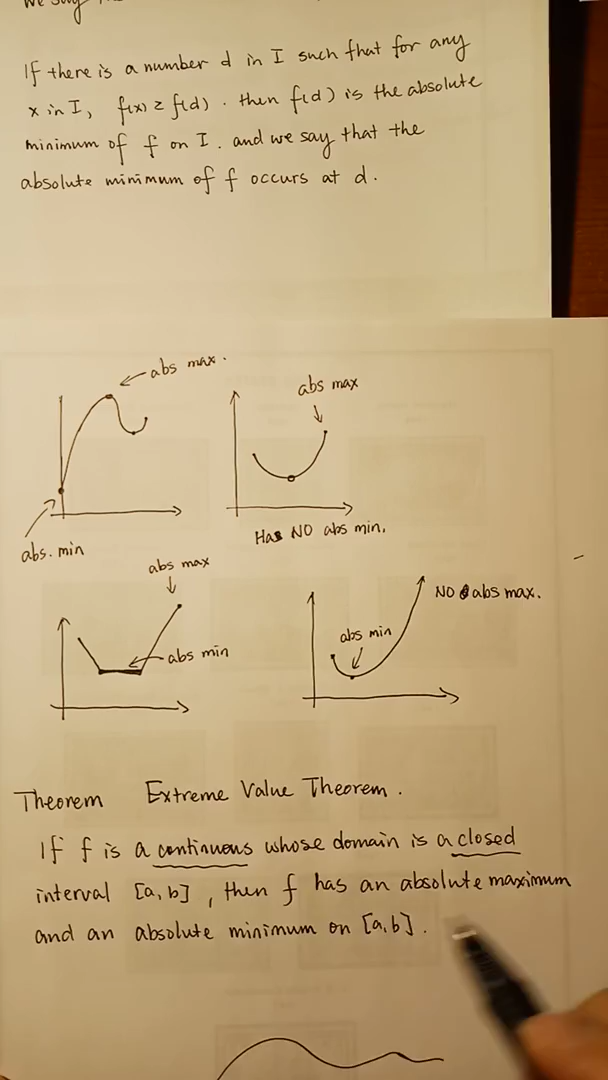 We say
If there is a number d in I such that for any
x in I, f(x) ≥ f(d). then f(d) is the absolute
minimum of f on I. and we say that the
absolute minimum of f occurs at d.
abs max.
abs max
abs. min
Has NO abs min.
abs max
abs min
abs min
NO abs max.
Theorem Extreme Value Theorem.
If f is a continuous whose domain is a closed
interval [a,b], then f has an absolute maximum
and an absolute minimum on [a,b].